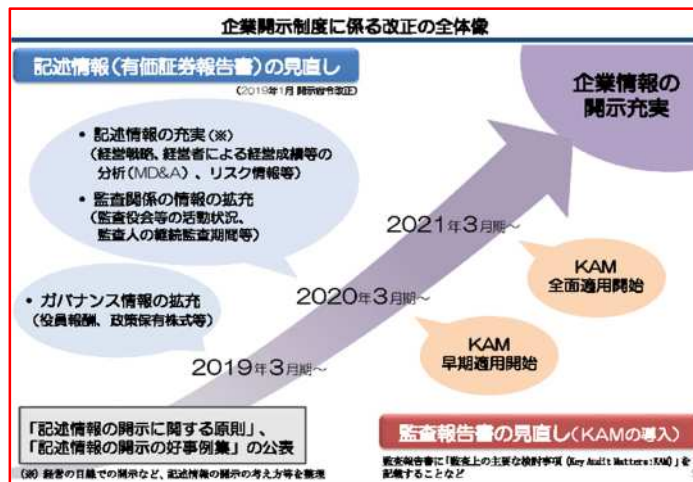 企業開示制度に係る改正の全体像
記述情報(有価証券報告書)の見直し
(2019年1月 開示府令改正)
企業情報の
開示充実
• 記述情報の充実(※)
(経営戦略、経営者による経営成績等の
分析(MD&A)、リスク情報等)
• 監査関係の情報の拡充
(監査役会等の活動状況、
監査人の継続監査期間等)
2021年3月期~
KAM
全面適用開始
• ガバナンス情報の拡充
(役員報酬、政策保有株式等)
2020年3月期~
KAM
早期適用開始
2019年3月期~
「記述情報の開示に関する原則」、
「記述情報の開示の好事例集」の公表
(※) 経営の目線での開示など、記述情報の開示の考え方等を整理
監査報告書の見直し(KAMの導入)
監査報告書に「監査上の主要な検討事項(Key Audit Matters:KAM)」を
記載することなど